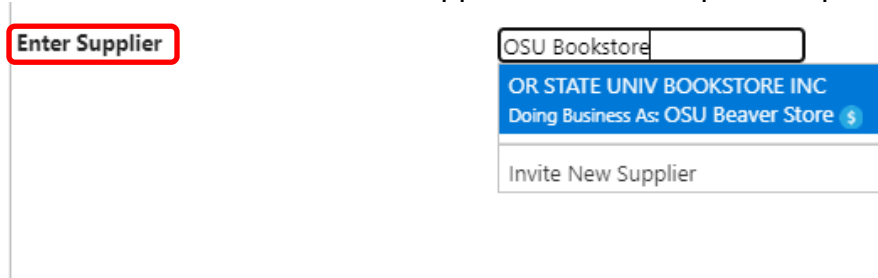 Enter Supplier
OSU Bookstore
OR STATE UNIV BOOKSTORE INC
Doing Business As: OSU Beaver Store $
Invite New Supplier